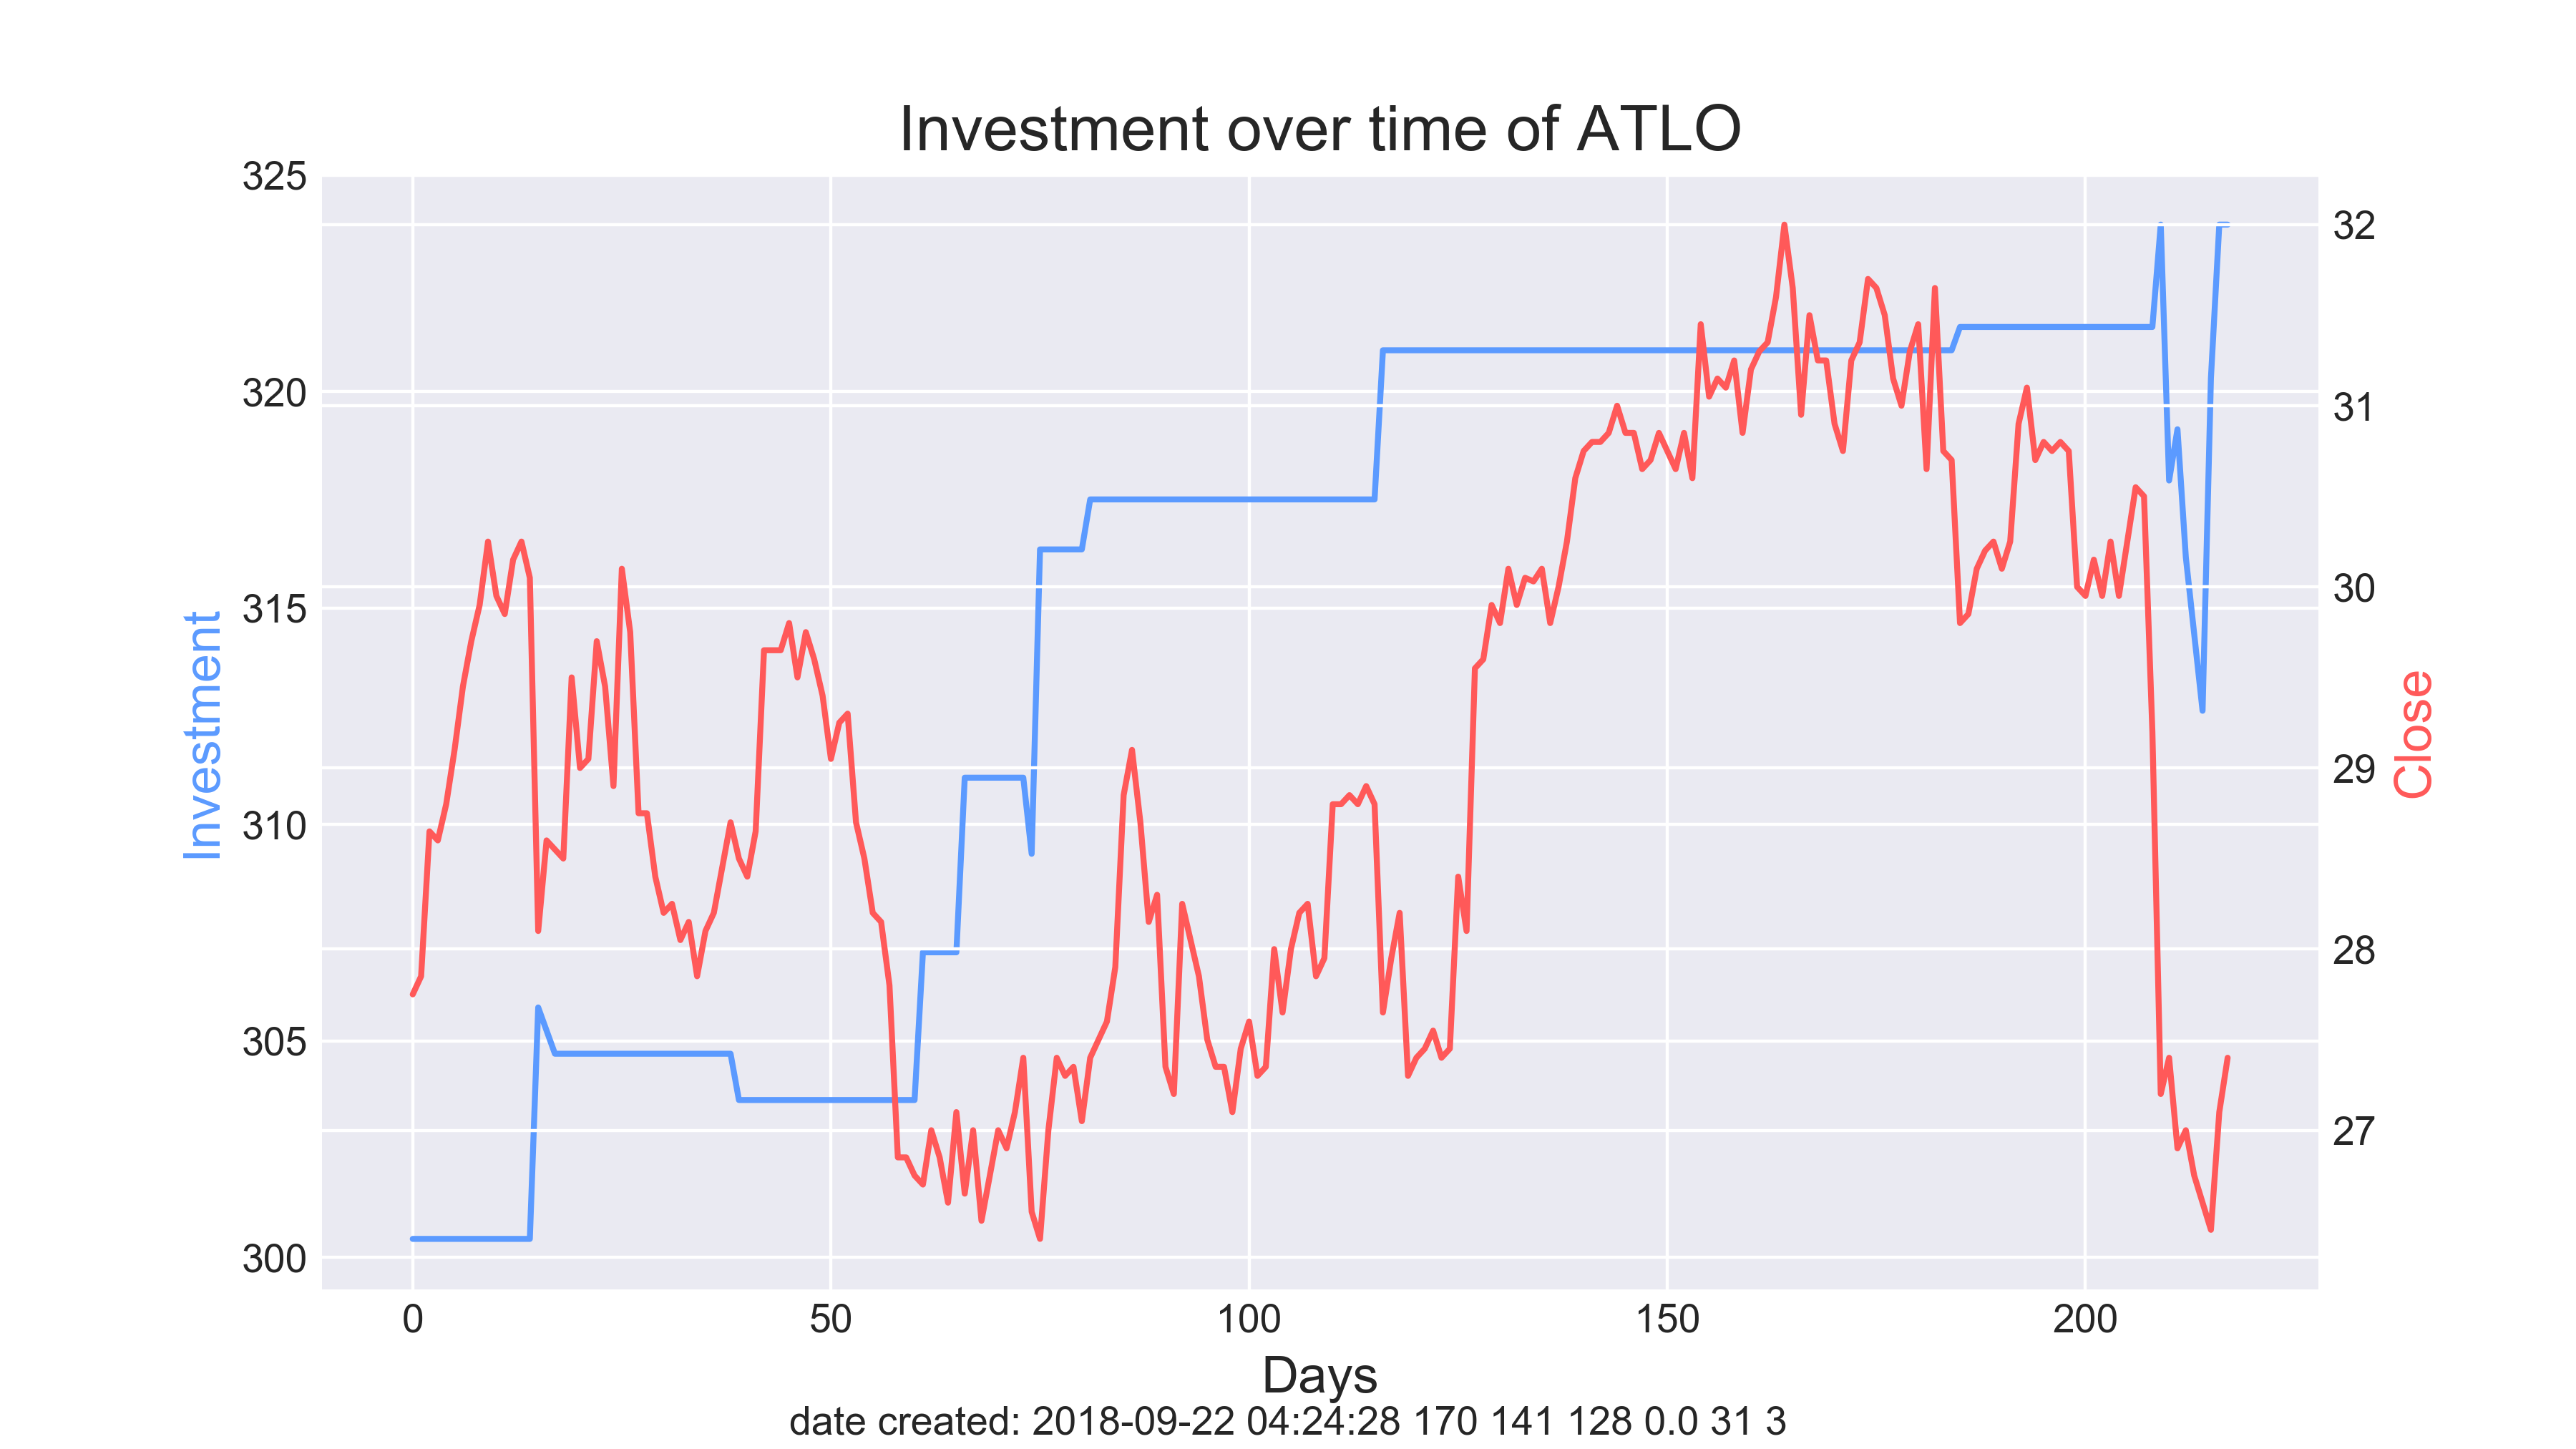 Investment over time of ATLO
325
320
315
310
305
300
Investment
32
31
30
29
28
27
Close
0 50 100 150 200
Days
date created: 2018-09-22 04:24:28 170 141 128 0.0 31 3